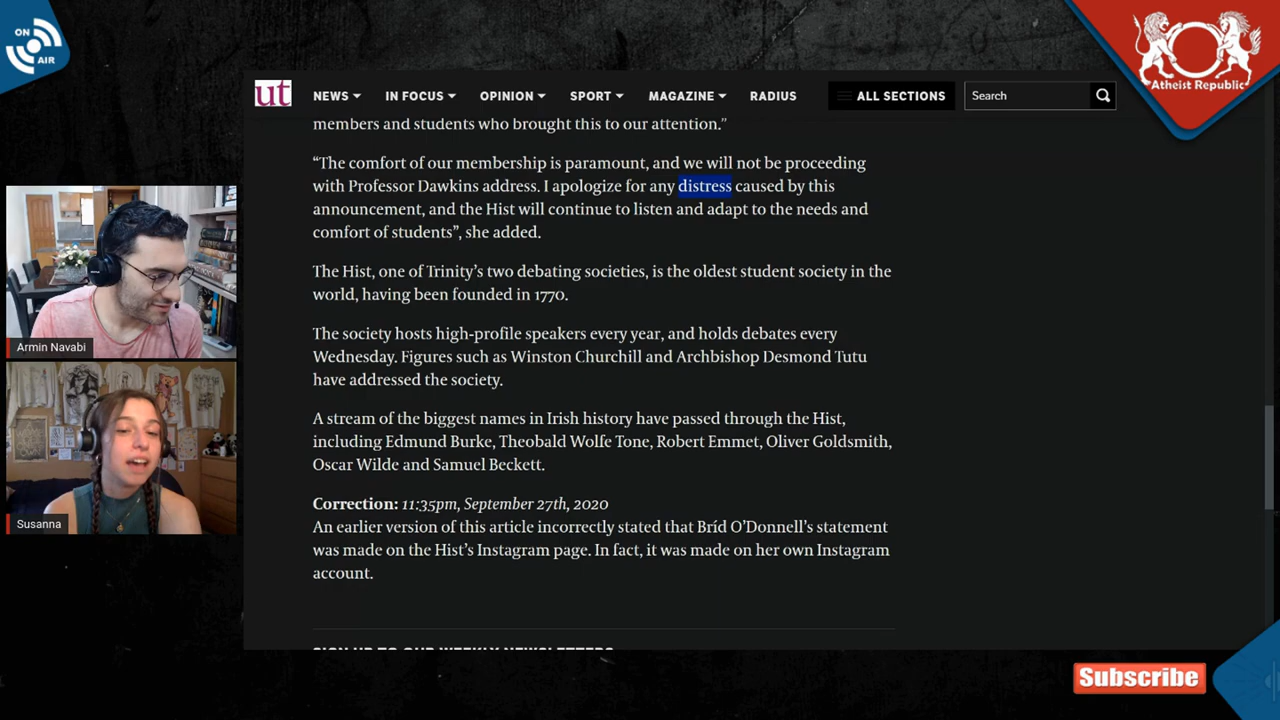 ON
AIR
Atheist Republic
ut
NEWS
IN FOCUS
OPINION
SPORT
MAGAZINE
RADIUS
ALL SECTIONS
Search
members and students who brought this to our attention.”
“The comfort of our membership is paramount, and we will not be proceeding
with Professor Dawkins address. I apologize for any distress caused by this
announcement, and the Hist will continue to listen and adapt to the needs and
comfort of students”, she added.
The Hist, one of Trinity’s two debating societies, is the oldest student society in the
world, having been founded in 1770.
The society hosts high-profile speakers every year, and holds debates every
Wednesday. Figures such as Winston Churchill and Archbishop Desmond Tutu
have addressed the society.
A stream of the biggest names in Irish history have passed through the Hist,
including Edmund Burke, Theobald Wolfe Tone, Robert Emmet, Oliver Goldsmith,
Oscar Wilde and Samuel Beckett.
Correction: 11:35pm, September 27th, 2020
An earlier version of this article incorrectly stated that Bríd O’Donnell’s statement
was made on the Hist’s Instagram page. In fact, it was made on her own Instagram
account.
SIGN UP TO OUR WEEKLY NEWSLETTERS
Armin Navabi
Susanna
Subscribe